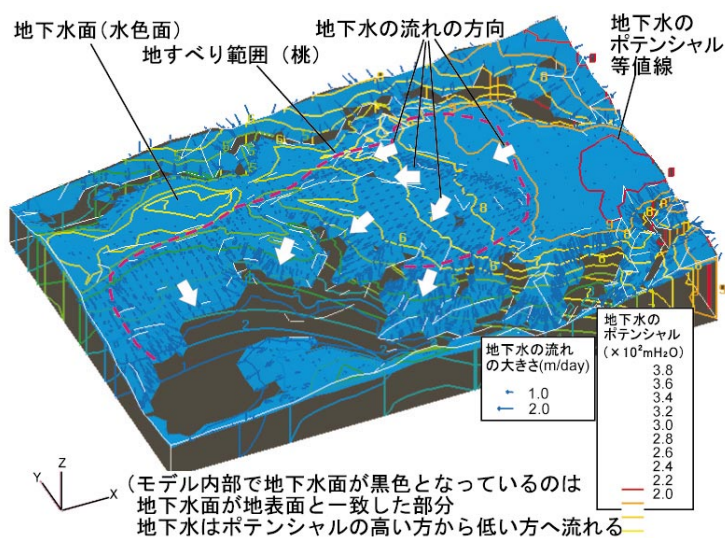 地下水面（水色面）
地すべり範囲（桃）
地下水の流れの方向
地下水の
ポテンシャル
等値線
6
8
8
6
8
9
2
地下水の流れ
の大きさ(m/day)
1.0
2.0
地下水の
ポテンシャル
(×10²mH₂O)
3.8
3.6
3.4
3.2
3.0
2.8
2.6
2.4
2.2
2.0
Z
Y
X
（モデル内部で地下水面が黒色となっているのは
地下水面が地表面と一致した部分
地下水はポテンシャルの高い方から低い方へ流れる